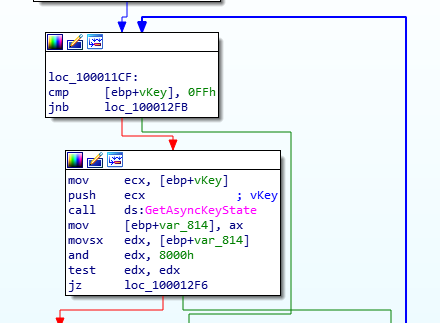 loc_100011CF:
cmp [ebp+vKey], 0FFh
jnb loc_100012FB
mov ecx, [ebp+vKey]
push ecx ; vKey
call ds:GetAsyncKeyState
mov [ebp+var_814], ax
movsx edx, [ebp+var_814]
and edx, 8000h
test edx, edx
jz loc_100012F6